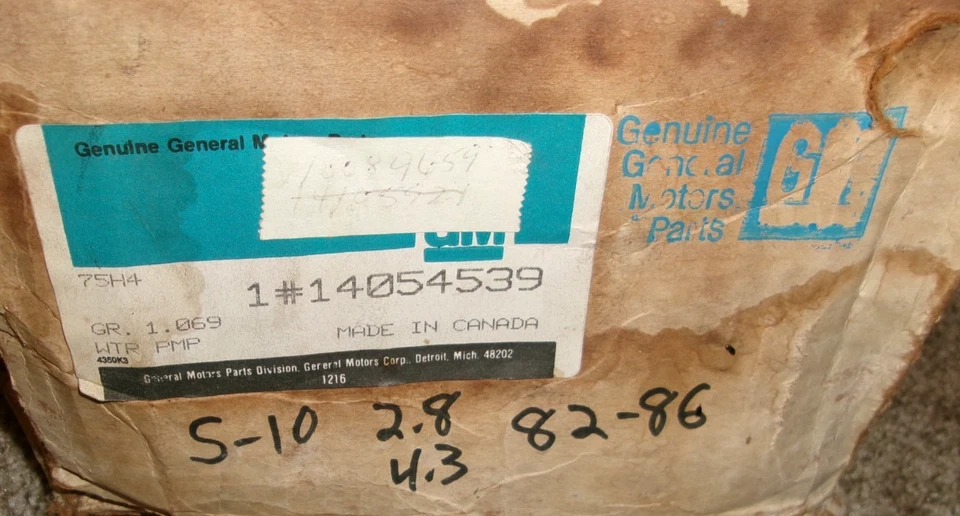 Genuine General M
10089659
75H4
GM
1#14054539
GR. 1.069
MADE IN CANADA
WTR PMP
4350K3
General Motors Parts Division, General Motors Corp., Detroit, Mich. 48202
1216
Genuine
General
Motors
Parts
GM
S-10 2.8 82-86
4.3